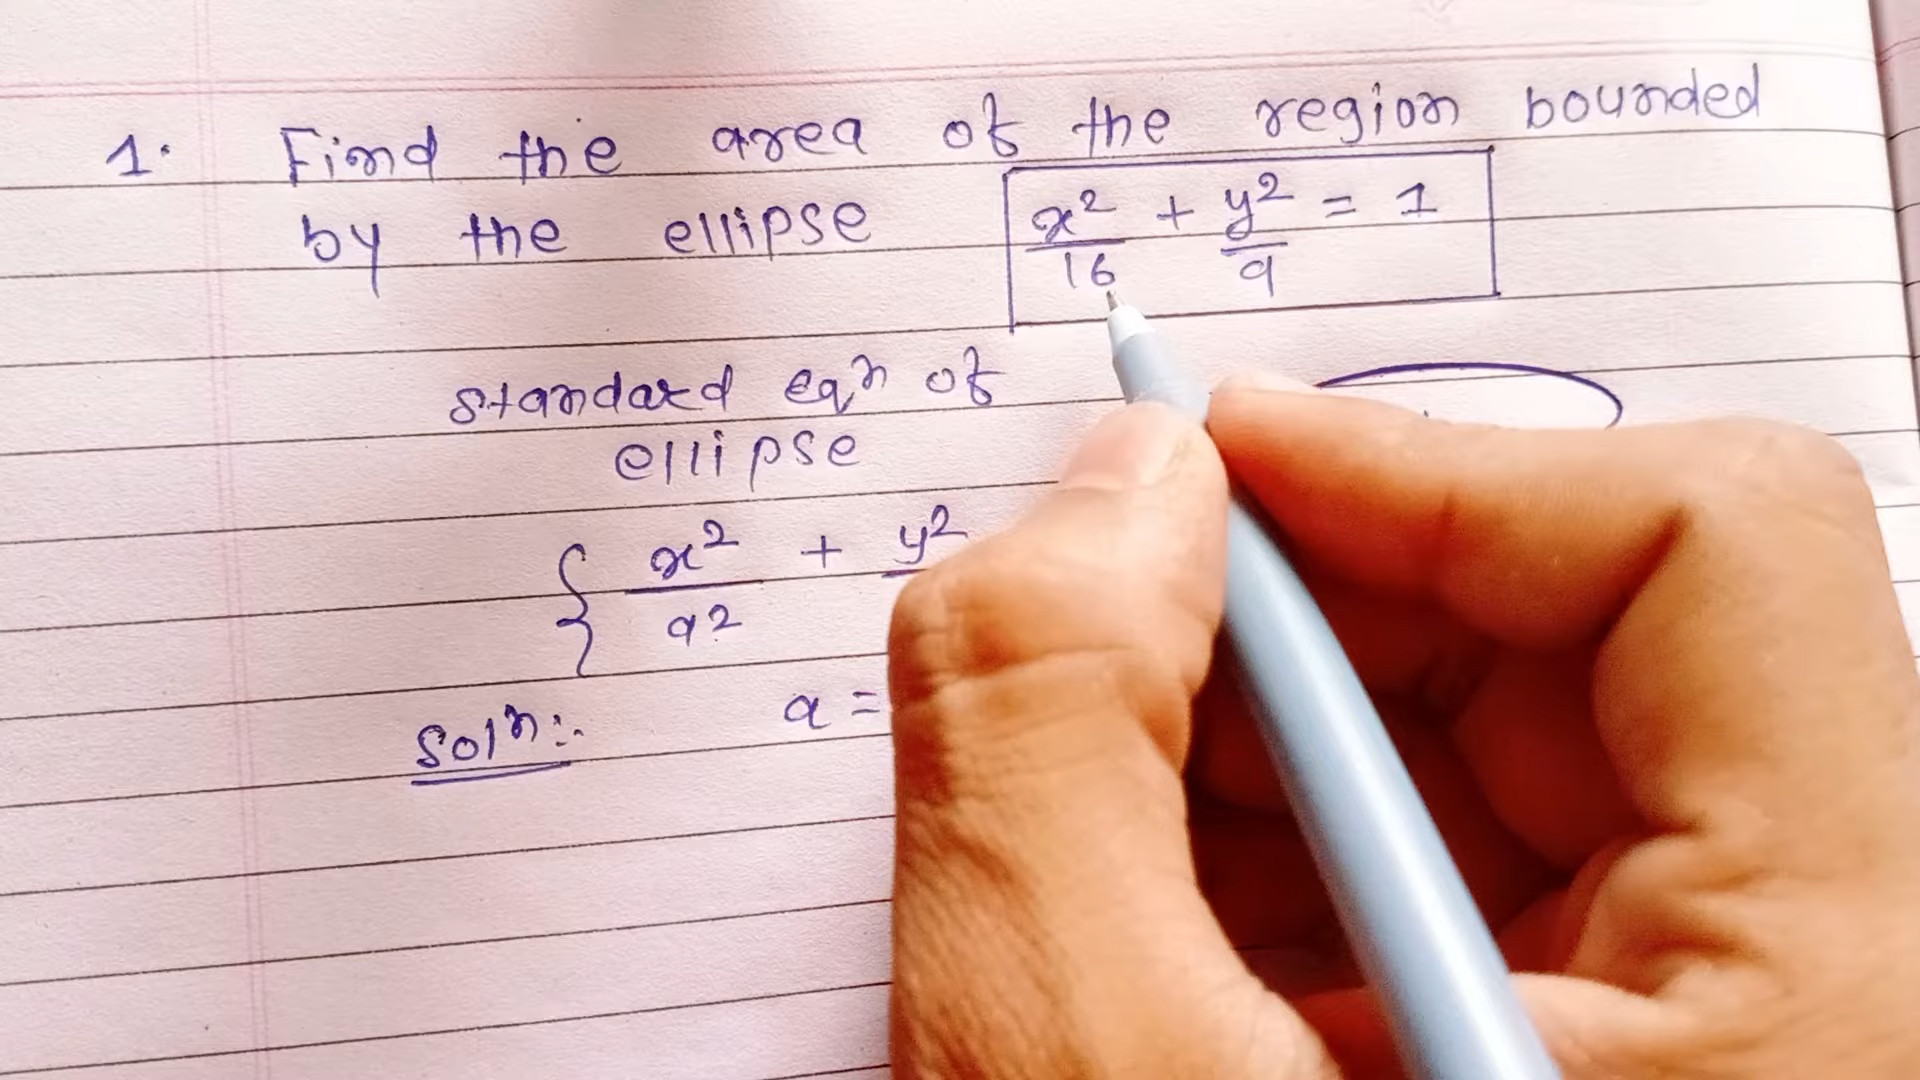 1. Find the area of the region bounded
by the ellipse x²/16 + y²/9 = 1
standard eqn of
ellipse
{ x²/a² + y²
Soln:. a =